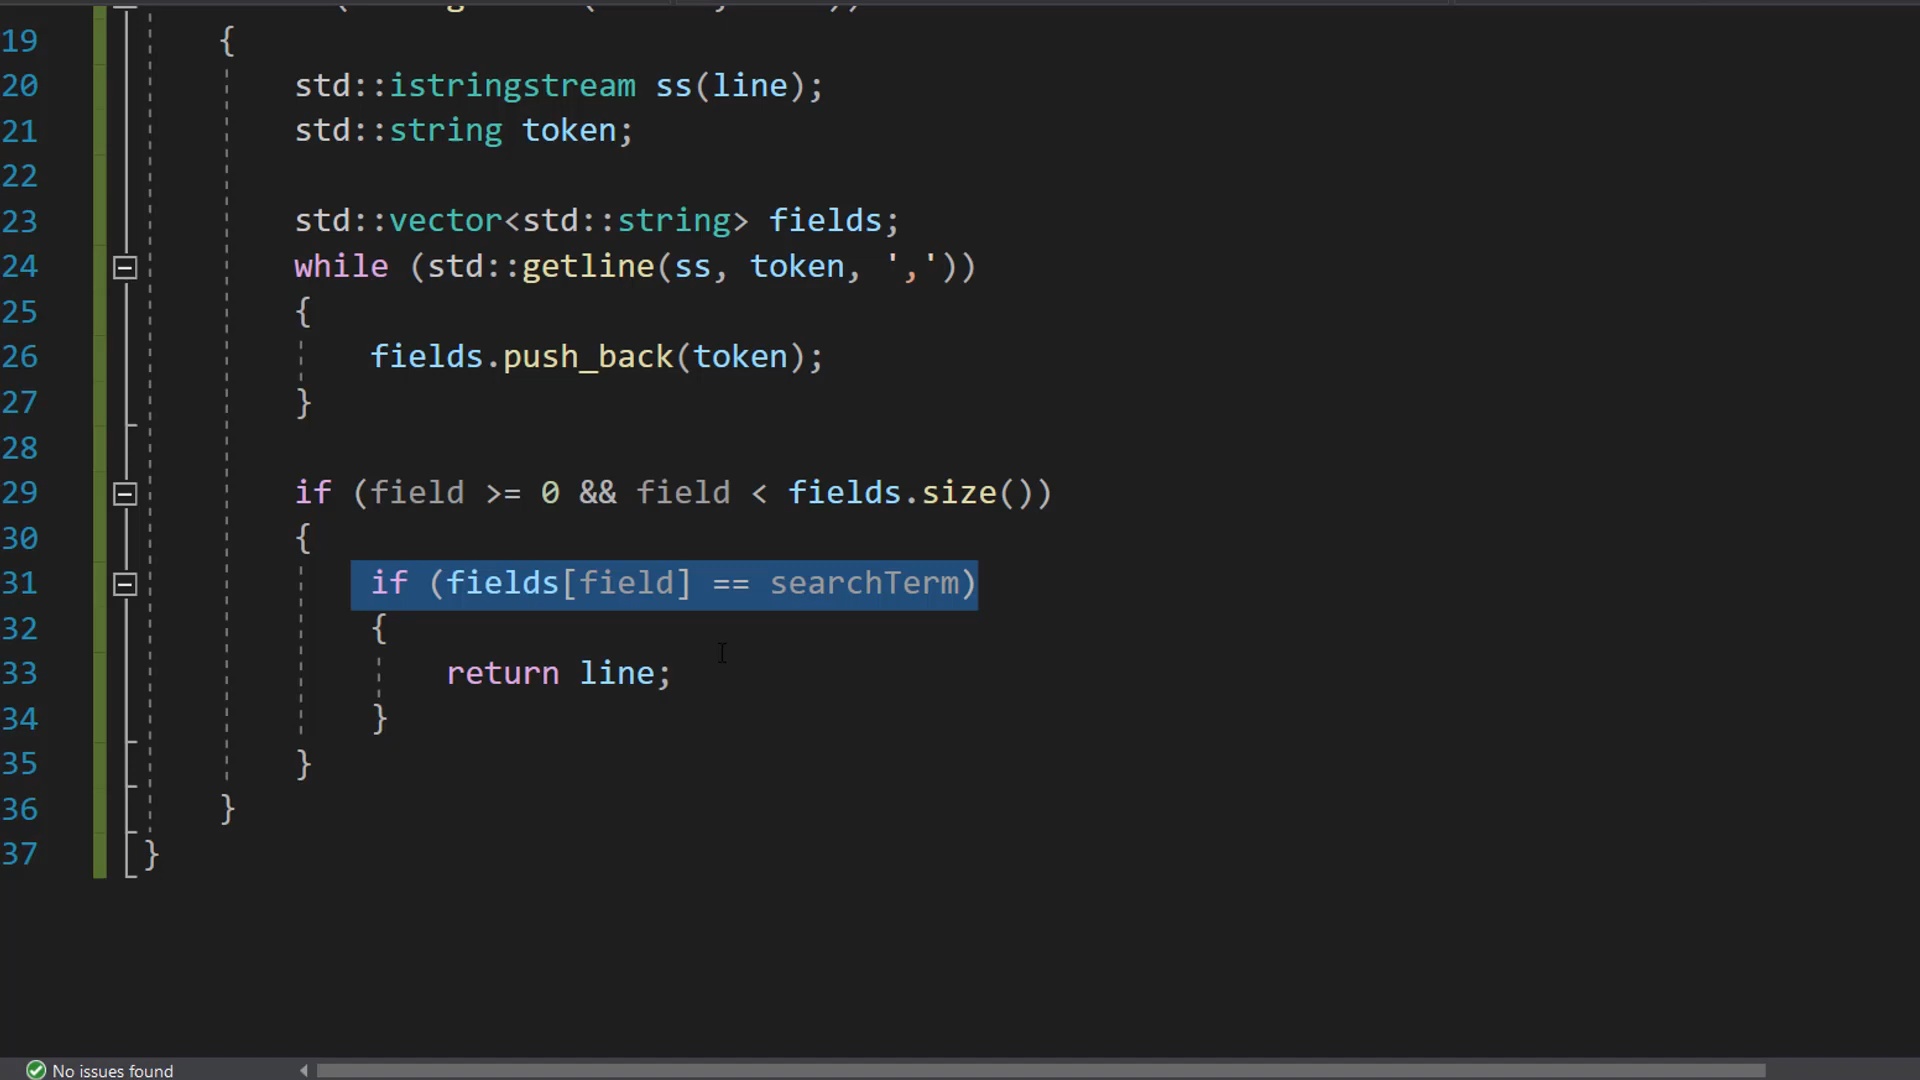 19 {
20 std::istringstream ss(line);
21 std::string token;
22
23 std::vector<std::string> fields;
24 while (std::getline(ss, token, ','))
25 {
26 fields.push_back(token);
27 }
28
29 if (field >= 0 && field < fields.size())
30 {
31 if (fields[field] == searchTerm)
32 {
33 return line;
34 }
35 }
36 }
37 }
No issues found